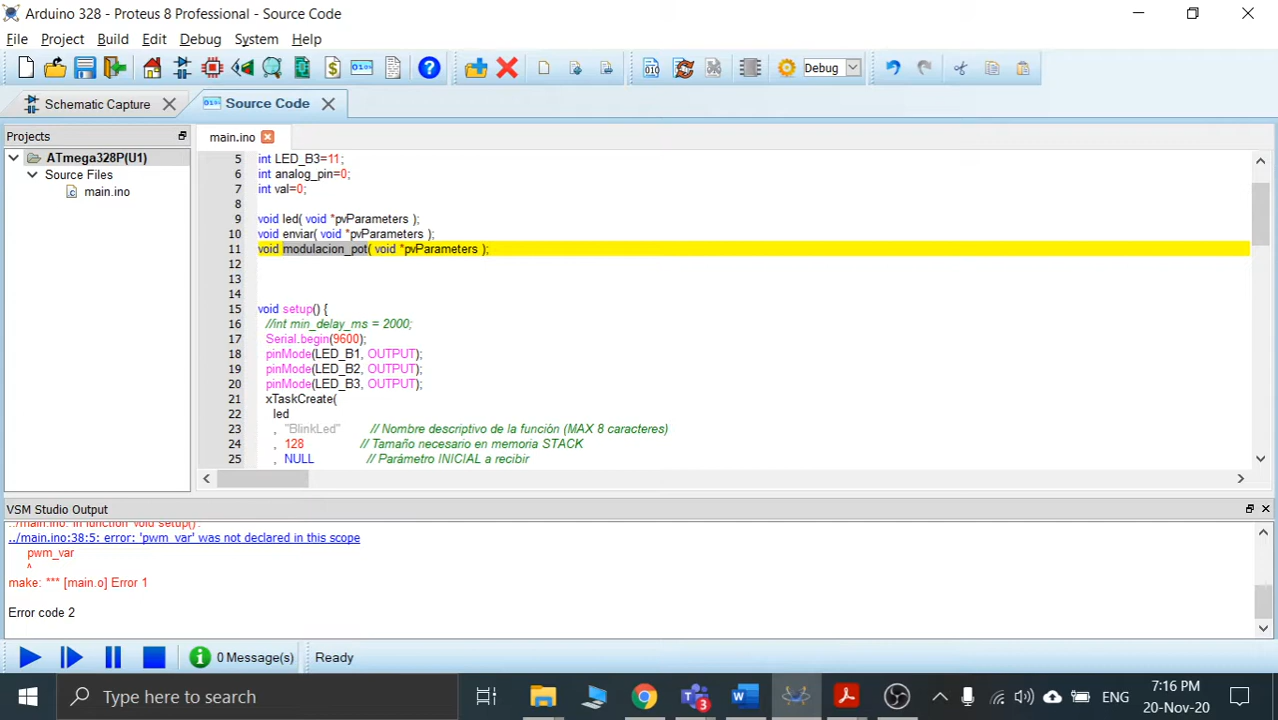 Arduino 328 - Proteus 8 Professional - Source Code
File Project Build Edit Debug System Help
Debug
Schematic Capture Source Code
Projects
ATmega328P(U1)
Source Files
main.ino
main.ino
5 int LED_B3=11;
6 int analog_pin=0;
7 int val=0;
8
9 void led( void *pvParameters );
10 void enviar( void *pvParameters );
11 void modulacion_pot( void *pvParameters );
12
13
14
15 void setup() {
16 //int min_delay_ms = 2000;
17 Serial.begin(9600);
18 pinMode(LED_B1, OUTPUT);
19 pinMode(LED_B2, OUTPUT);
20 pinMode(LED_B3, OUTPUT);
21 xTaskCreate(
22 led
23 , "BlinkLed" // Nombre descriptivo de la función (MAX 8 caracteres)
24 , 128 // Tamaño necesario en memoria STACK
25 , NULL // Parámetro INICIAL a recibir
VSM Studio Output
../main.ino: In function 'void setup()':
../main.ino:38:5: error: 'pwm_var' was not declared in this scope
pwm_var
^
make: *** [main.o] Error 1
Error code 2
0 Message(s) Ready
Type here to search
3
ENG
7:16 PM
20-Nov-20